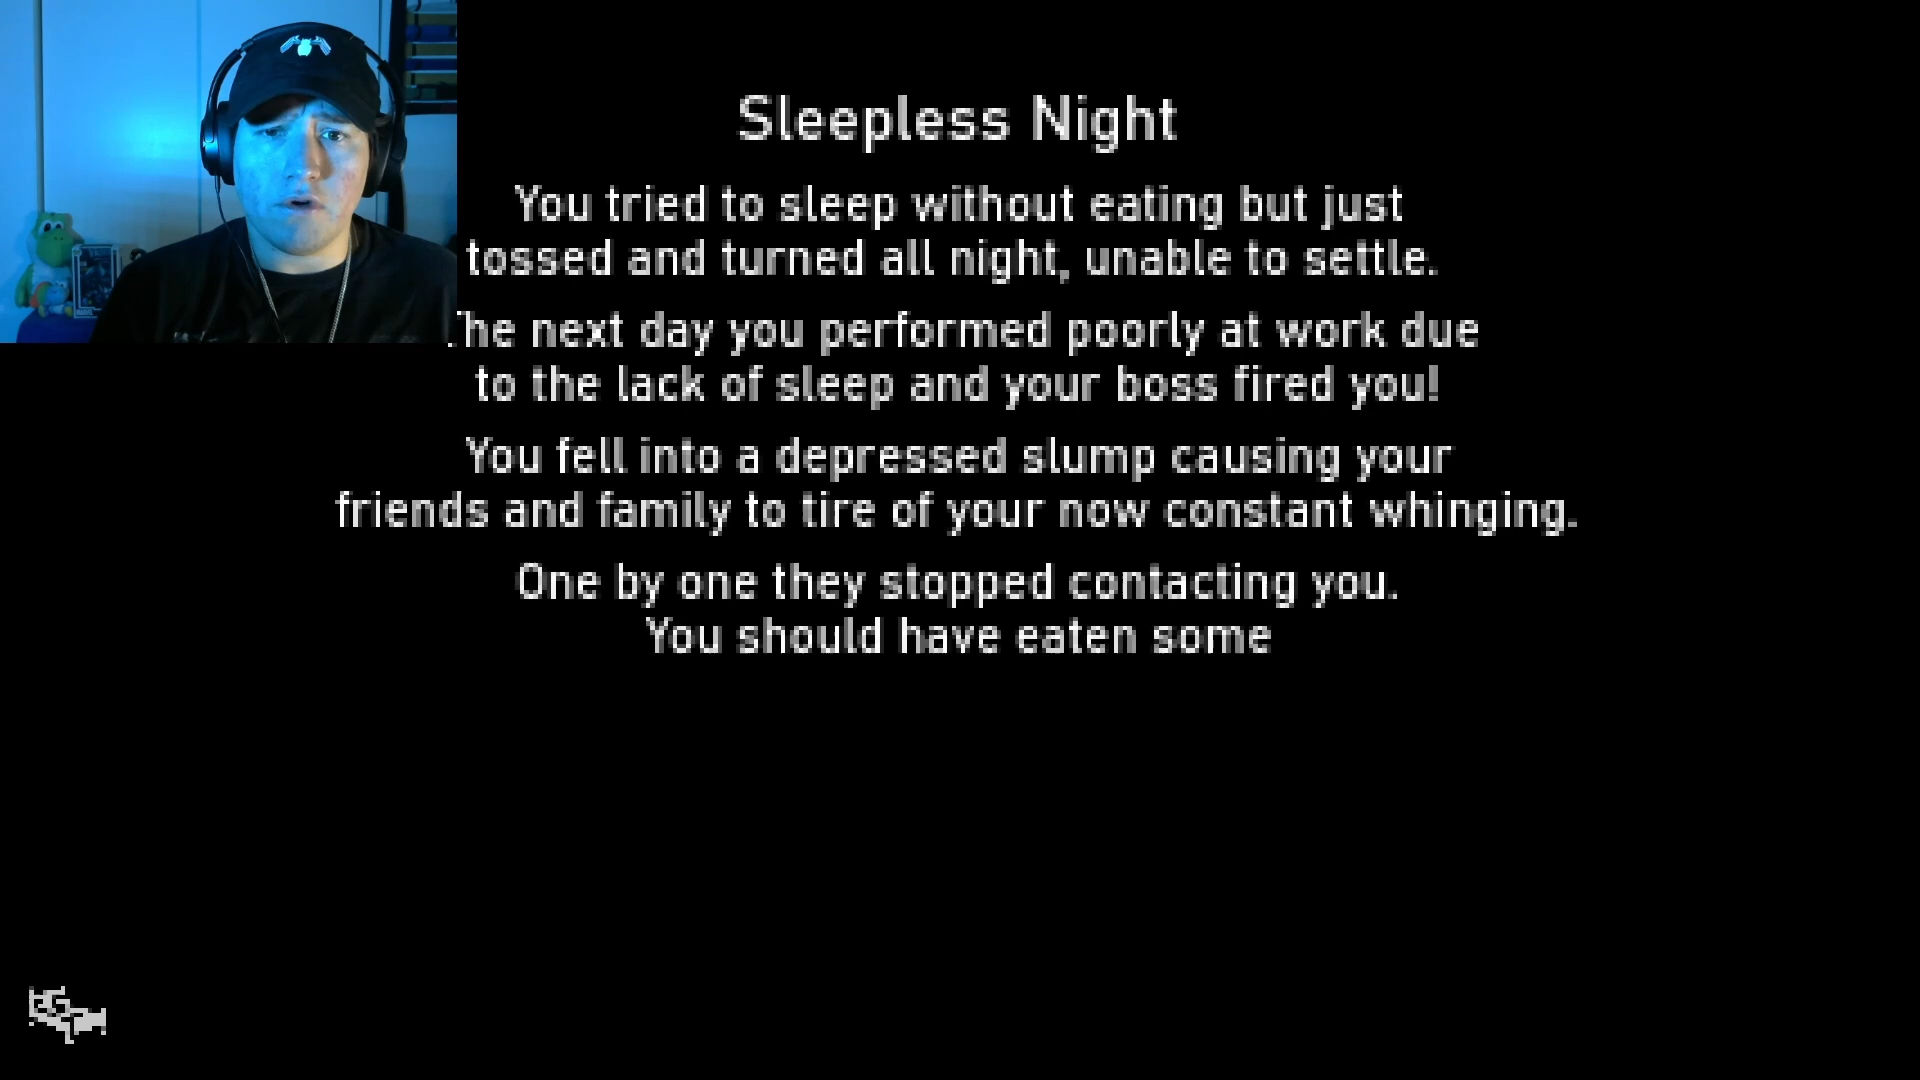 Sleepless Night
You tried to sleep without eating but just
tossed and turned all night, unable to settle.
The next day you performed poorly at work due
to the lack of sleep and your boss fired you!
You fell into a depressed slump causing your
friends and family to tire of your now constant whinging.
One by one they stopped contacting you.
You should have eaten some